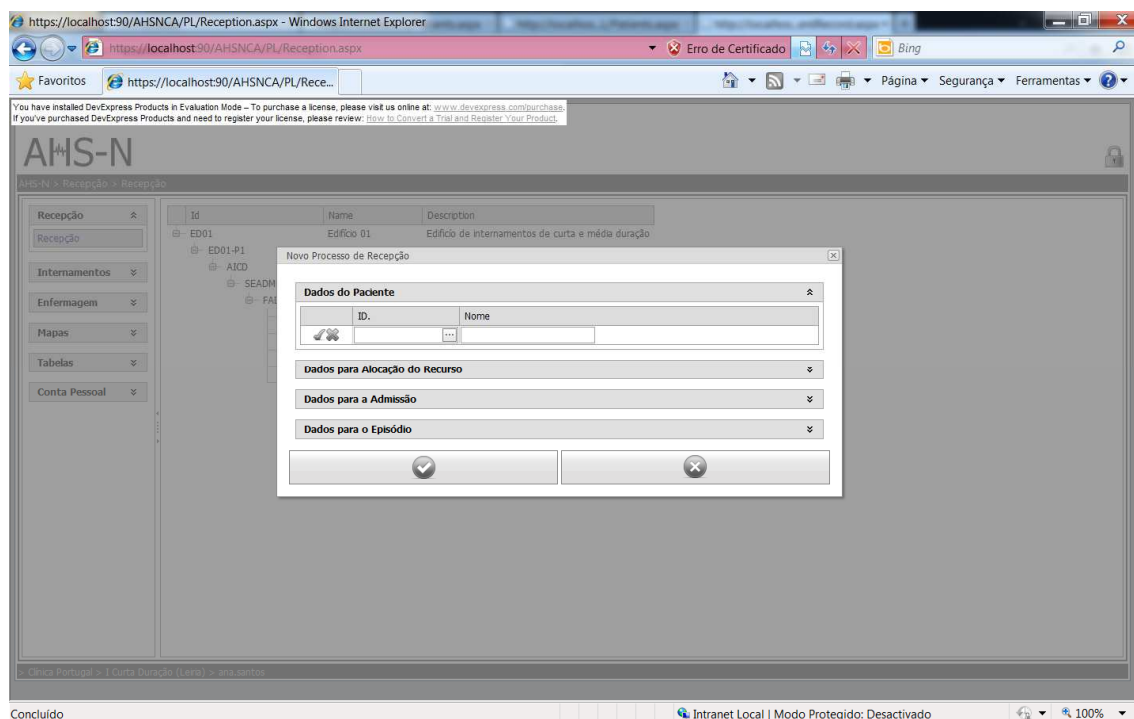 https://localhost:90/AHSNCA/PL/Reception.aspx - Windows Internet Explorer
https://localhost:90/AHSNCA/PL/Reception.aspx Erro de Certificado Bing
Favoritos https://localhost:90/AHSNCA/PL/Rece... Página Segurança Ferramentas
You have installed DevExpress Products in Evaluation Mode – To purchase a license, please visit us online at: www.devexpress.com/purchase.
If you've purchased DevExpress Products and need to register your license, please review: How to Convert a Trial and Register Your Product.
AHS-N
AHS-N > Recepção > Recepção
Recepção
Recepção
Internamentos
Enfermagem
Mapas
Tabelas
Conta Pessoal
Id Name Description
ED01 Edifício 01 Edifício de internamentos de curta e média duração
ED01-P1
AICD
SEADM
Novo Processo de Recepção
Dados do Paciente
ID. Nome
Dados para Alocação do Recurso
Dados para a Admissão
Dados para o Episódio
> Clínica Portugal > I Curta Duração (Leiria) > ana.santos
Concluído Intranet Local | Modo Protegido: Desactivado 100%